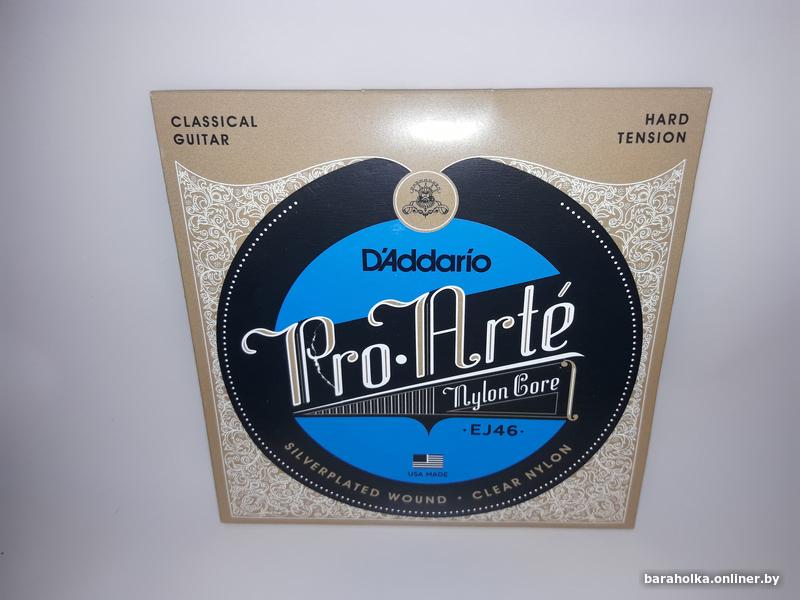 CLASSICAL
GUITAR
HARD
TENSION
D'Addario
Pro·Arté
Nylon Core
·EJ46·
USA MADE
SILVERPLATED WOUND · CLEAR NYLON
baraholka.onliner.by